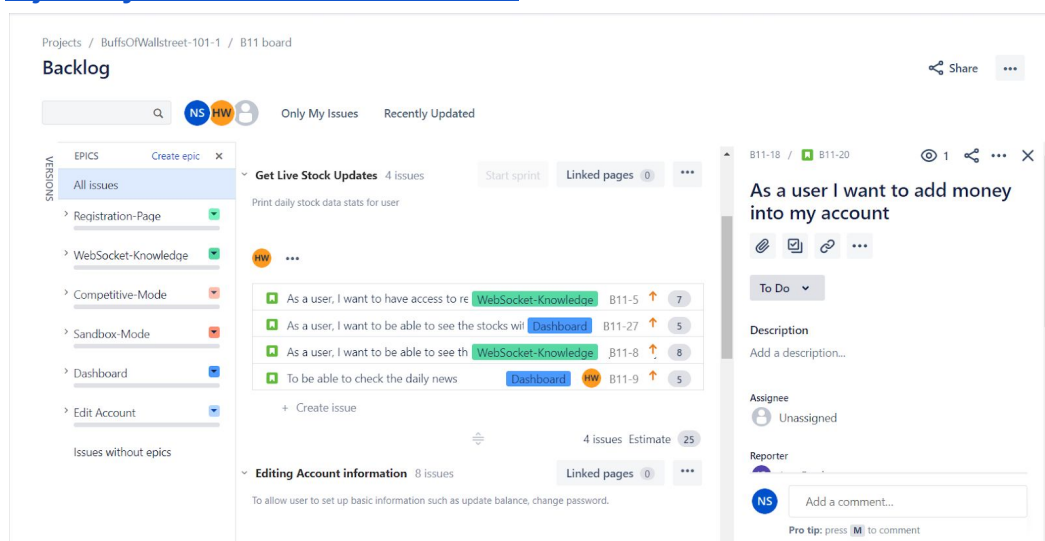 Projects / BuffsOfWallstreet-101-1 / B11 board
Backlog
Share
NS HW Only My Issues Recently Updated
VERSIONS
EPICS Create epic
All issues
Registration-Page
WebSocket-Knowledge
Competitive-Mode
Sandbox-Mode
Dashboard
Edit Account
Issues without epics
Get Live Stock Updates 4 issues Start sprint Linked pages 0
Print daily stock data stats for user
HW
As a user, I want to have access to re WebSocket-Knowledge B11-5 7
As a user, I want to be able to see the stocks wit Dashboard B11-27 5
As a user, I want to be able to see th WebSocket-Knowledge B11-8 8
To be able to check the daily news Dashboard HW B11-9 5
+ Create issue
4 issues Estimate 25
Editing Account information 8 issues Linked pages 0
To allow user to set up basic information such as update balance, change password.
B11-18 / B11-20 1
As a user I want to add money
into my account
To Do
Description
Add a description...
Assignee
Unassigned
Reporter
NS Add a comment...
Pro tip: press M to comment